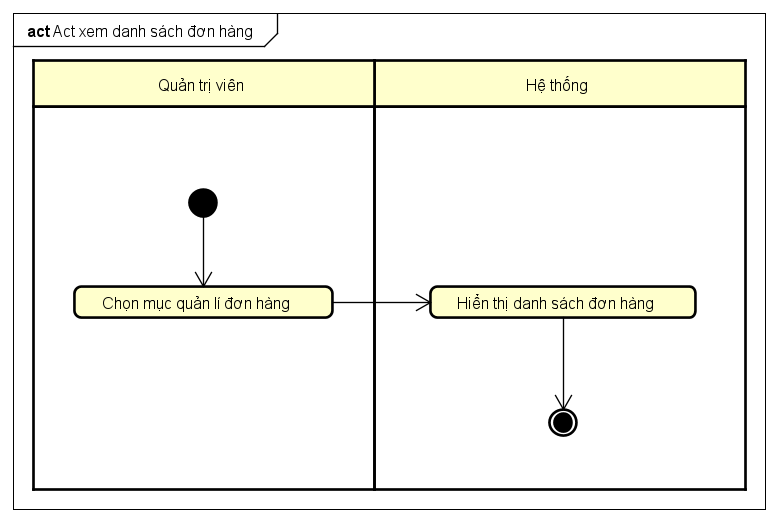 act Act xem danh sách đơn hàng
Quản trị viên
Hệ thống
Chọn mục quản lí đơn hàng
Hiển thị danh sách đơn hàng